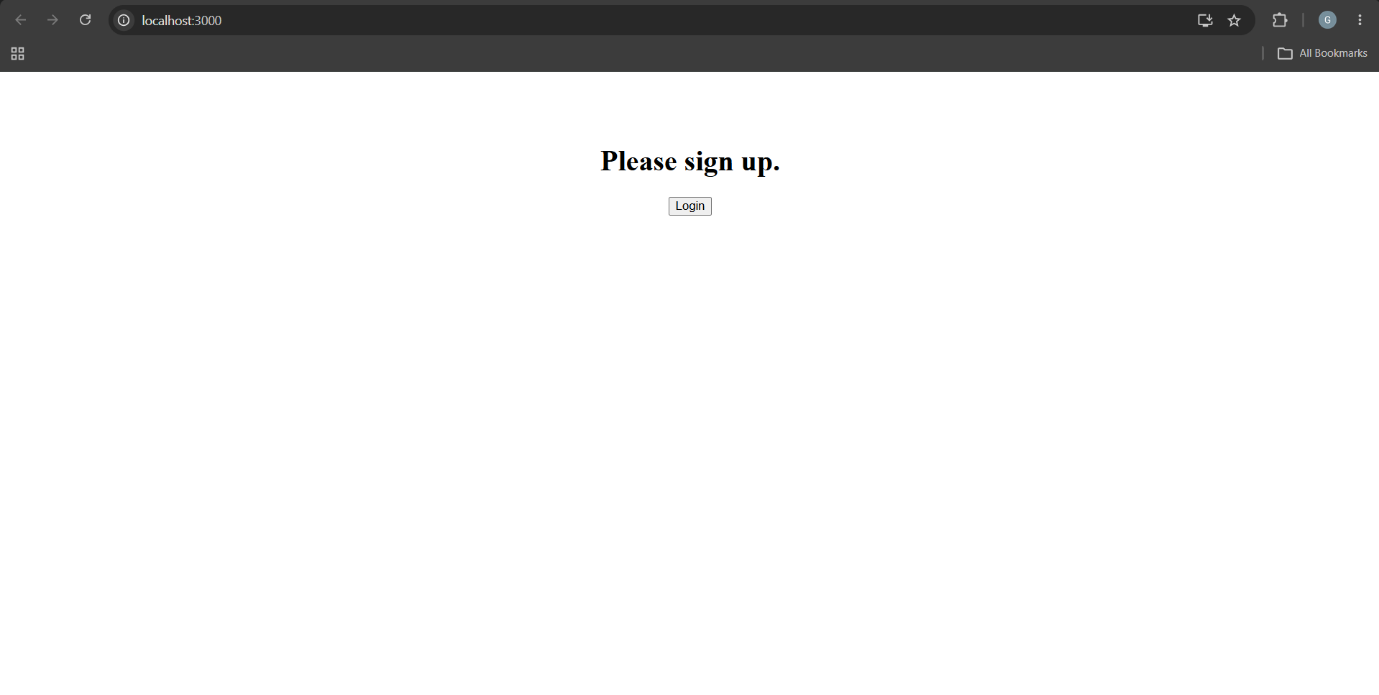 localhost:3000
G
All Bookmarks
Please sign up.
Login